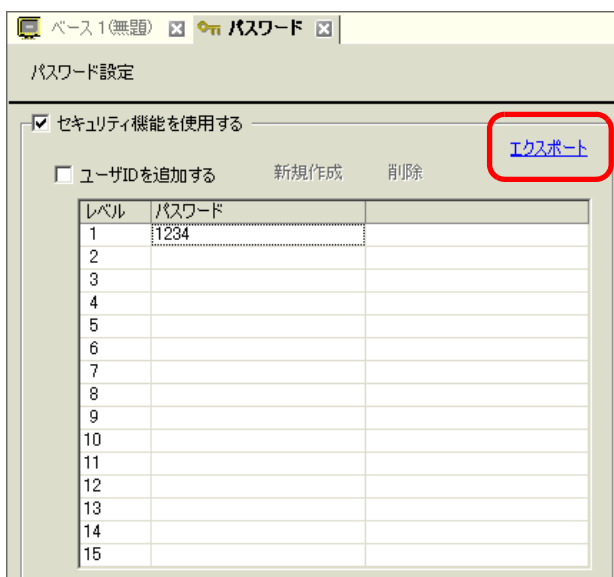 ベース 1(無題) パスワード
パスワード設定
セキュリティ機能を使用する
エクスポート
ユーザIDを追加する 新規作成 削除
レベル パスワード
1 1234
2
3
4
5
6
7
8
9
10
11
12
13
14
15